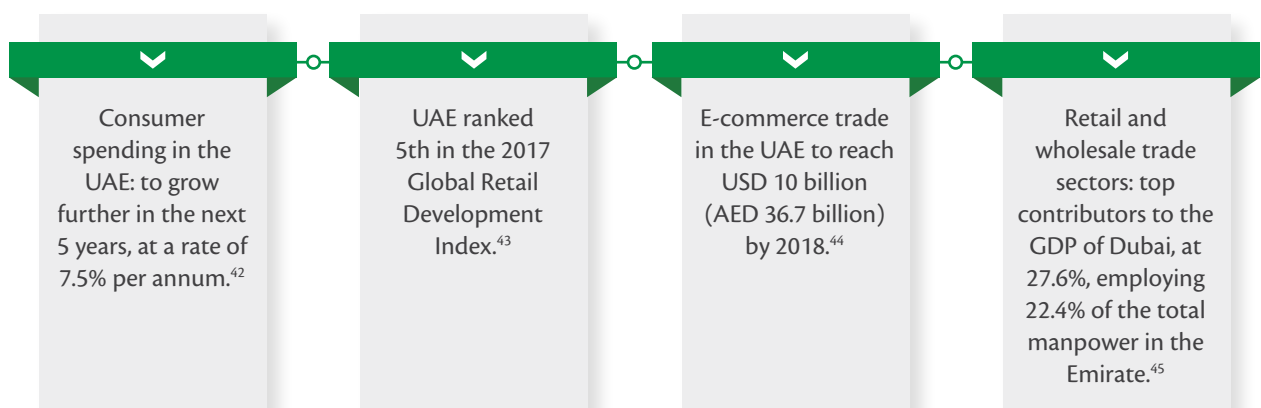 Consumer
spending in the
UAE: to grow
further in the next
5 years, at a rate of
7.5% per annum.42
UAE ranked
5th in the 2017
Global Retail
Development
Index.43
E-commerce trade
in the UAE to reach
USD 10 billion
(AED 36.7 billion)
by 2018.44
Retail and
wholesale trade
sectors: top
contributors to the
GDP of Dubai, at
27.6%, employing
22.4% of the total
manpower in the
Emirate.45